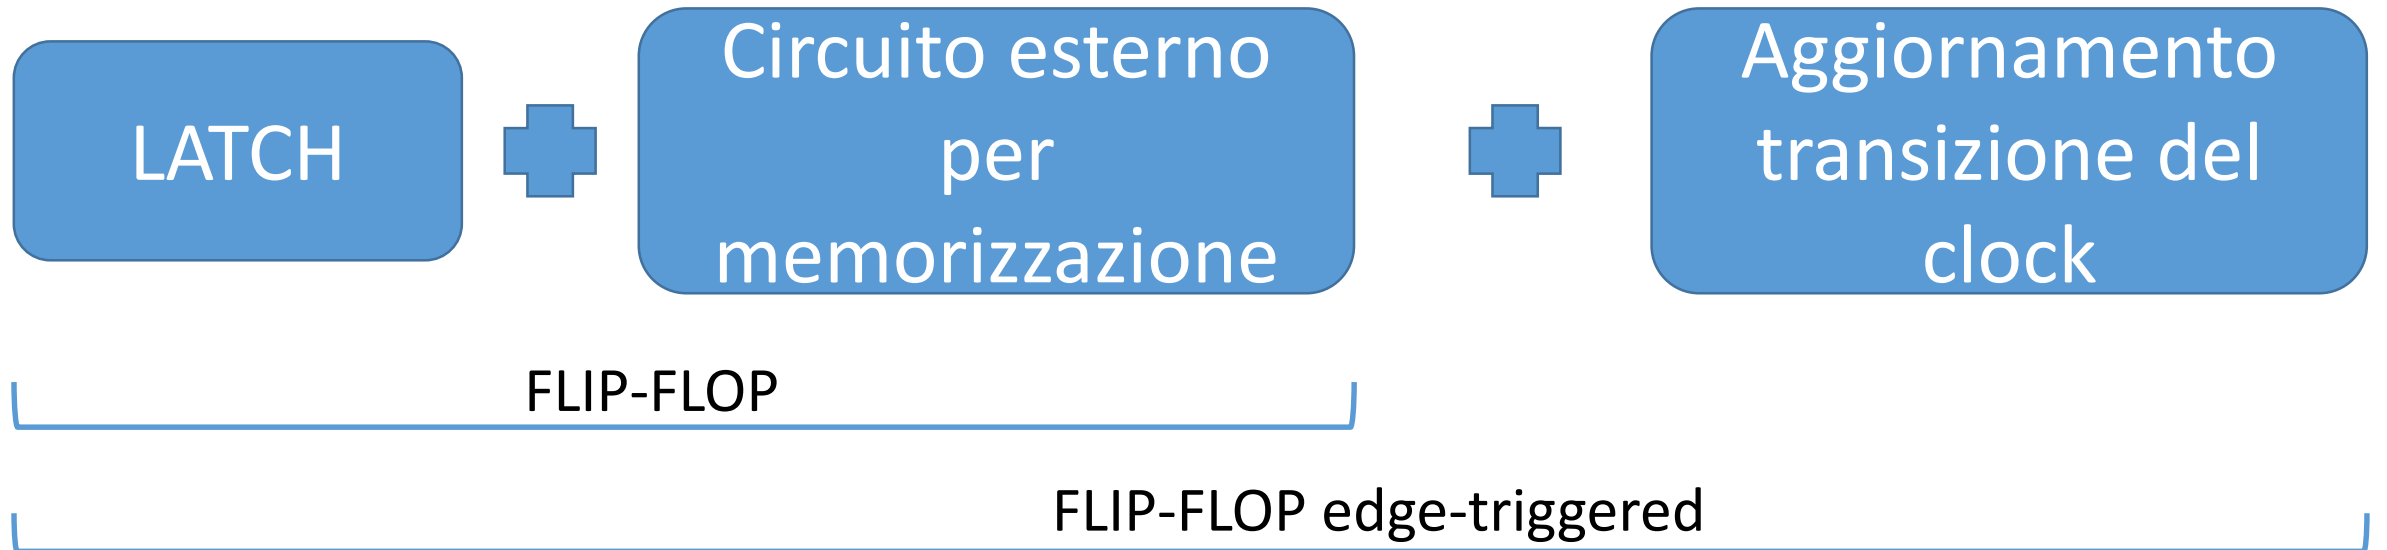 LATCH
Circuito esterno
per
memorizzazione
Aggiornamento
transizione del
clock
FLIP-FLOP
FLIP-FLOP edge-triggered